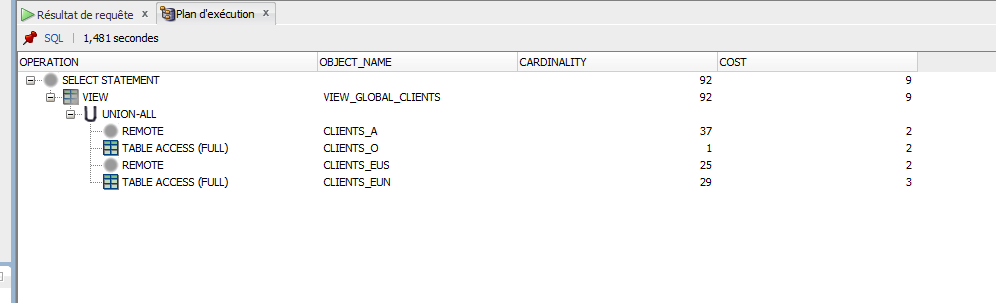 Résultat de requête x Plan d'exécution x
SQL | 1,481 secondes
OPERATION OBJECT_NAME CARDINALITY COST
SELECT STATEMENT 92 9
VIEW VIEW_GLOBAL_CLIENTS 92 9
UNION-ALL
REMOTE CLIENTS_A 37 2
TABLE ACCESS (FULL) CLIENTS_O 1 2
REMOTE CLIENTS_EUS 25 2
TABLE ACCESS (FULL) CLIENTS_EUN 29 3